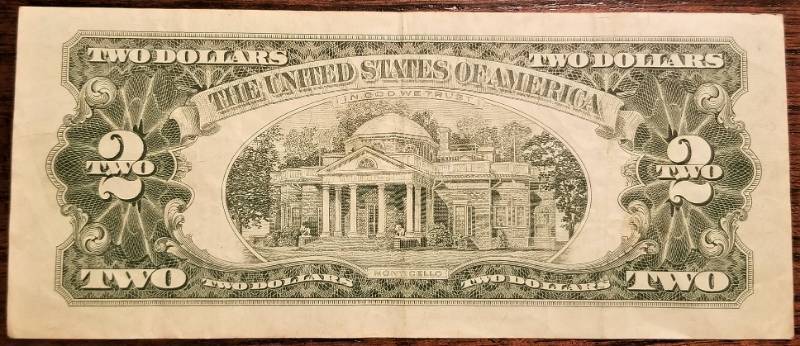 TWO DOLLARS
TWO DOLLARS
THE UNITED STATES OF AMERICA
IN GOD WE TRUST
2
TWO
2
TWO
MONTICELLO
TWO
TWO DOLLARS
TWO DOLLARS
TWO